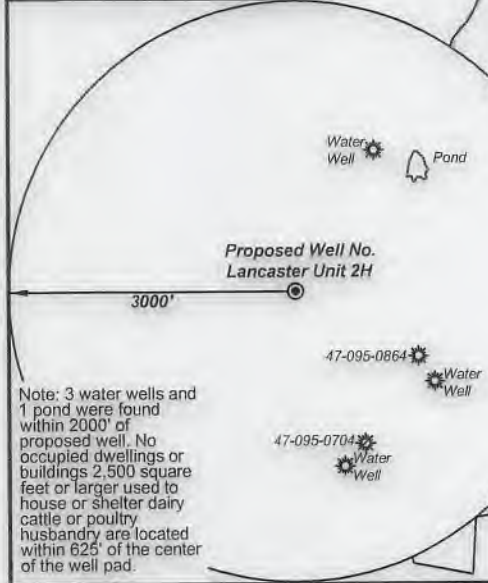 Water
Well
Pond
Proposed Well No.
Lancaster Unit 2H
3000'
47-095-0864
Water
Well
Note: 3 water wells and
1 pond were found
within 2000' of
proposed well. No
occupied dwellings or
buildings 2,500 square
feet or larger used to
house or shelter dairy
cattle or poultry
husbandry are located
within 625' of the center
of the well pad.
47-095-0704
Water
Well